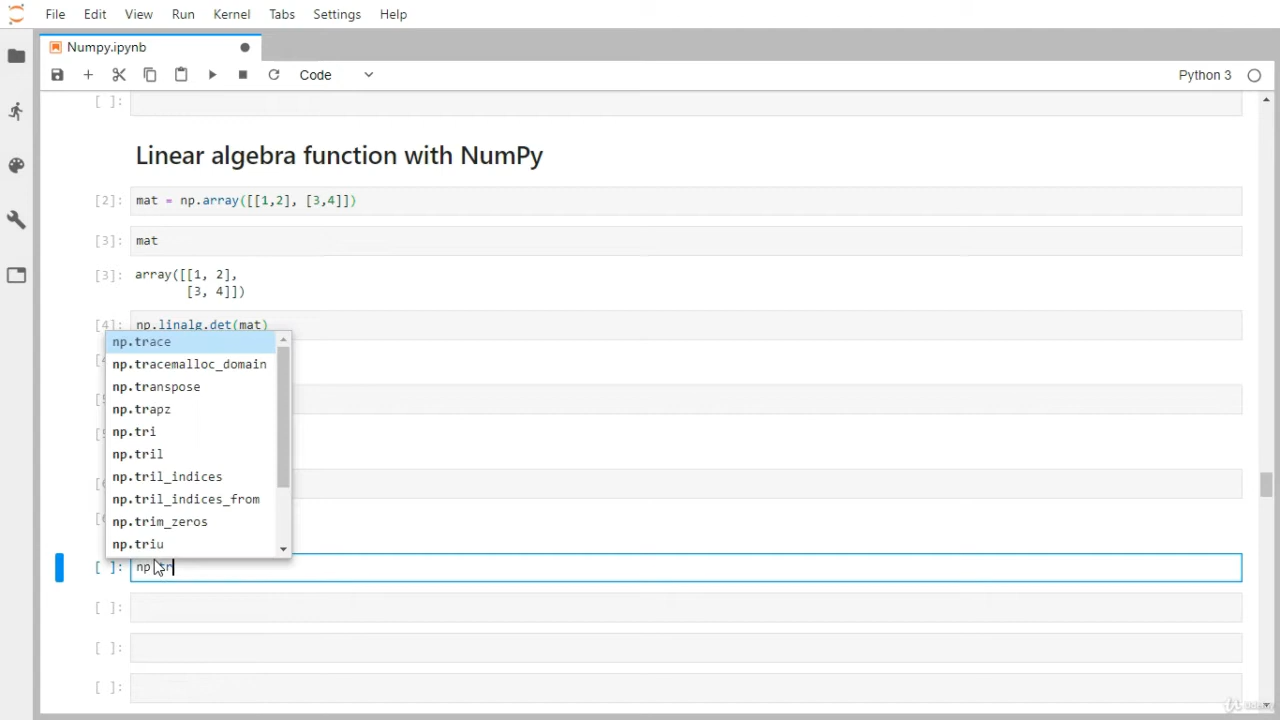 File Edit View Run Kernel Tabs Settings Help
Numpy.ipynb
Code
Python 3
[ ]:
Linear algebra function with NumPy
[2]: mat = np.array([[1,2], [3,4]])
[3]: mat
[3]: array([[1, 2],
[3, 4]])
[4]: np.linalg.det(mat)
np.trace
np.tracemalloc_domain
np.transpose
np.trapz
np.tri
np.tril
np.tril_indices
np.tril_indices_from
np.trim_zeros
np.triu
[ ]: np.tr
[ ]:
[ ]:
[ ]: